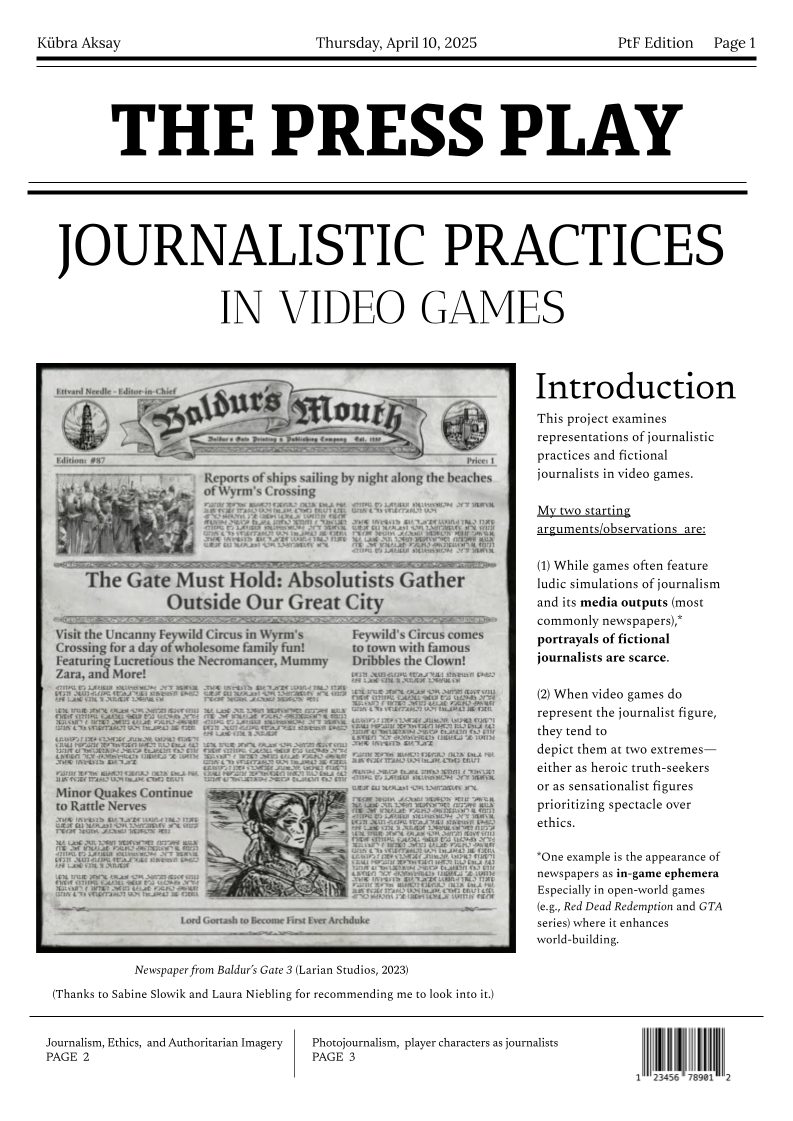 Kübra Aksay
Thursday, April 10, 2025
PtF Edition Page 1
THE PRESS PLAY
JOURNALISTIC PRACTICES
IN VIDEO GAMES
Ettvard Needle - Editor-in-Chief
Baldur's Mouth
Baldur's Gate Printing & Publishing Company
Edition: #87
Price: 1
Reports of ships sailing by night along the beaches
of Wyrm's Crossing
The Gate Must Hold: Absolutists Gather
Outside Our Great City
Visit the Uncanny Feywild Circus in Wyrm's
Crossing for a day of wholesome family fun!
Featuring Lucretious the Necromancer, Mummy
Zara, and More!
Feywild's Circus comes
to town with famous
Dribbles the Clown!
Minor Quakes Continue
to Rattle Nerves
Lord Gortash to Become First Ever Archduke
Newspaper from Baldur's Gate 3 (Larian Studios, 2023)
(Thanks to Sabine Slowik and Laura Niebling for recommending me to look into it.)
Introduction
This project examines
representations of journalistic
practices and fictional
journalists in video games.
My two starting
arguments/observations are:
(1) While games often feature
ludic simulations of journalism
and its media outputs (most
commonly newspapers),*
portrayals of fictional
journalists are scarce.
(2) When video games do
represent the journalist figure,
they tend to
depict them at two extremes—
either as heroic truth-seekers
or as sensationalist figures
prioritizing spectacle over
ethics.
*One example is the appearance of
newspapers as in-game ephemera
Especially in open-world games
(e.g., Red Dead Redemption and GTA
series) where it enhances
world-building.
Journalism, Ethics, and Authoritarian Imagery
PAGE 2
Photojournalism, player characters as journalists
PAGE 3
1 23456 78901 2